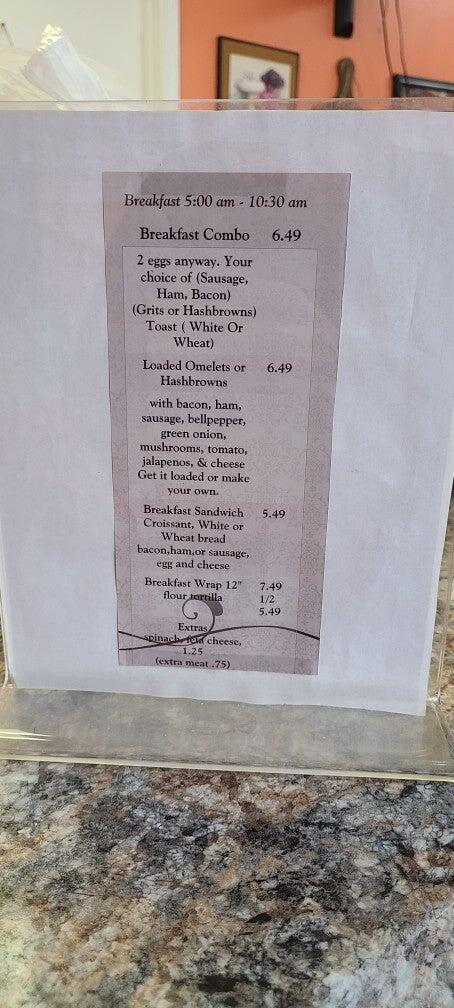 Breakfast 5:00 am - 10:30 am
Breakfast Combo 6.49
2 eggs anyway. Your
choice of (Sausage,
Ham, Bacon)
(Grits or Hashbrowns)
Toast ( White Or
Wheat)
Loaded Omelets or 6.49
Hashbrowns
with bacon, ham,
sausage, bellpepper,
green onion,
mushrooms, tomato,
jalapenos, & cheese
Get it loaded or make
your own.
Breakfast Sandwich 5.49
Croissant, White or
Wheat bread
bacon,ham,or sausage,
egg and cheese
Breakfast Wrap 12" 7.49
flour tortilla 1/2
5.49
Extras
spinach, feta cheese,
1.25
(extra meat .75)